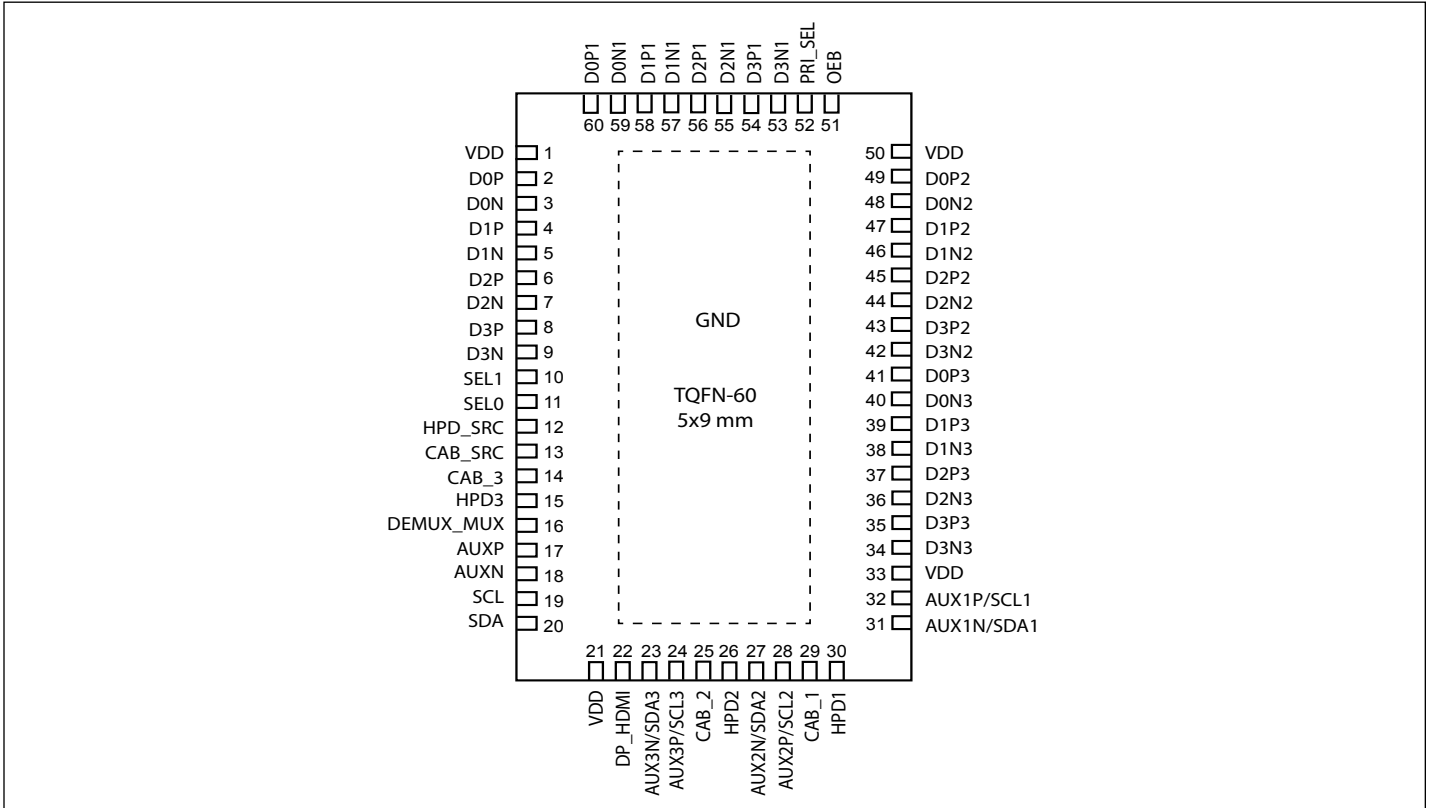 D0P1
D0N1
D1P1
D1N1
D2P1
D2N1
D3P1
D3N1
PRI_SEL
OEB
60 59 58 57 56 55 54 53 52 51
VDD 1
D0P 2
D0N 3
D1P 4
D1N 5
D2P 6
D2N 7
D3P 8
D3N 9
SEL1 10
SEL0 11
HPD_SRC 12
CAB_SRC 13
CAB_3 14
HPD3 15
DEMUX_MUX 16
AUXP 17
AUXN 18
SCL 19
SDA 20
GND
TQFN-60
5x9 mm
50 VDD
49 D0P2
48 D0N2
47 D1P2
46 D1N2
45 D2P2
44 D2N2
43 D3P2
42 D3N2
41 D0P3
40 D0N3
39 D1P3
38 D1N3
37 D2P3
36 D2N3
35 D3P3
34 D3N3
33 VDD
32 AUX1P/SCL1
31 AUX1N/SDA1
21 22 23 24 25 26 27 28 29 30
VDD
DP_HDMI
AUX3N/SDA3
AUX3P/SCL3
CAB_2
HPD2
AUX2N/SDA2
AUX2P/SCL2
CAB_1
HPD1